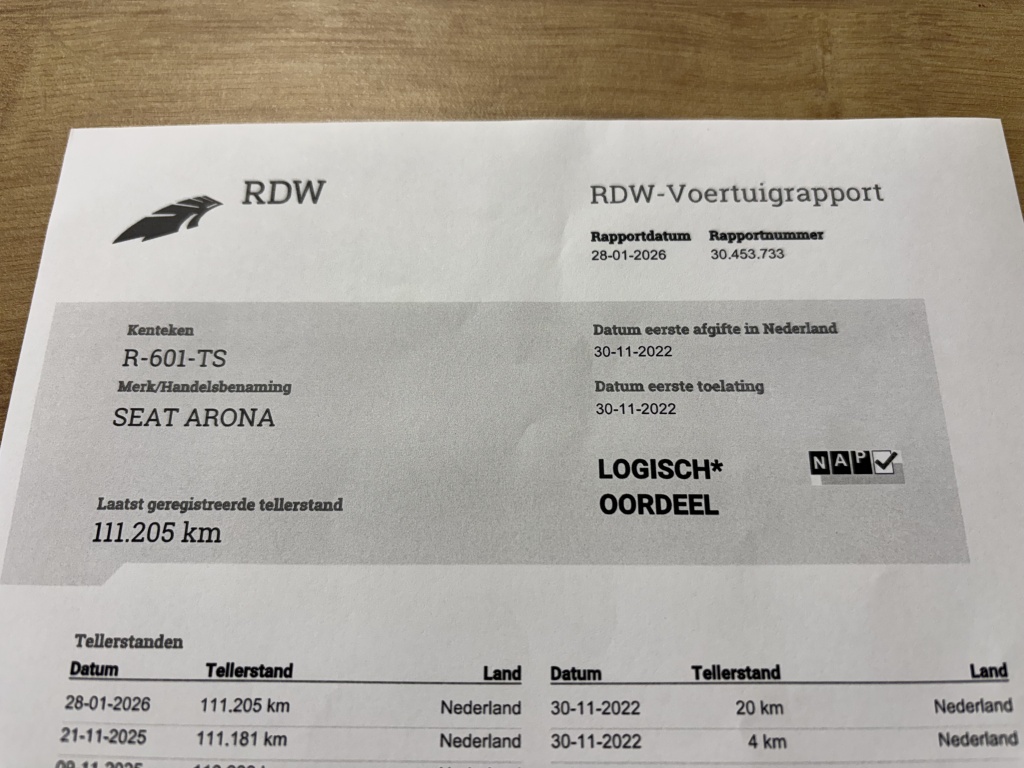 RDW
RDW-Voertuigrapport
Rapportdatum Rapportnummer
28-01-2026 30.453.733
Kenteken
R-601-TS
Merk/Handelsbenaming
SEAT ARONA
Laatst geregistreerde tellerstand
111.205 km
Datum eerste afgifte in Nederland
30-11-2022
Datum eerste toelating
30-11-2022
LOGISCH*
OORDEEL
NAP
Tellerstanden
Datum Tellerstand Land Datum Tellerstand Land
28-01-2026 111.205 km Nederland 30-11-2022 20 km Nederland
21-11-2025 111.181 km Nederland 30-11-2022 4 km Nederland